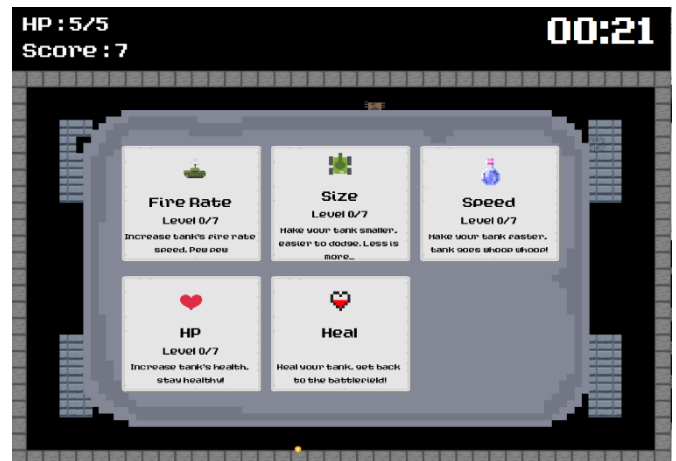 HP:5/5
00:21
Score:7
Fire Rate
Level 0/7
Increase tank's fire rate
speed. Pew pew
Size
Level 0/7
Make your tank smaller,
easier to dodge. Less is
more…
Speed
Level 0/7
Make your tank faster,
tank goes whoop whoop!
HP
Level 0/7
Increase tank's health,
stay healthy!
Heal
Heal your tank, get back
to the battlefield!